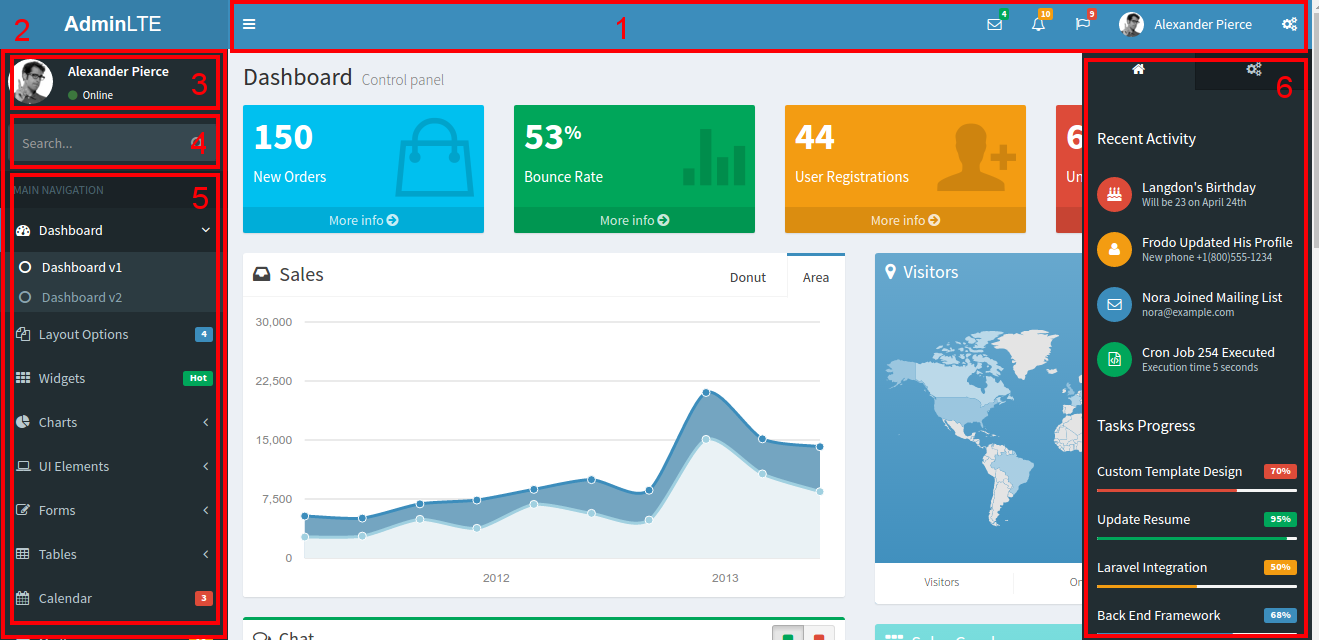 2
AdminLTE
1
4
10
9
Alexander Pierce
Alexander Pierce
Online
3
Search...
4
MAIN NAVIGATION
5
Dashboard
Dashboard v1
Dashboard v2
Layout Options 4
Widgets Hot
Charts
UI Elements
Forms
Tables
Calendar 3
Dashboard Control panel
150
New Orders
More info
53%
Bounce Rate
More info
44
User Registrations
More info
Sales
Donut
Area
30,000
22,500
15,000
7,500
0
2012
2013
Visitors
Visitors
Chat
6
Recent Activity
Langdon's Birthday
Will be 23 on April 24th
Frodo Updated His Profile
New phone +1(800)555-1234
Nora Joined Mailing List
nora@example.com
Cron Job 254 Executed
Execution time 5 seconds
Tasks Progress
Custom Template Design 70%
Update Resume 95%
Laravel Integration 50%
Back End Framework 68%